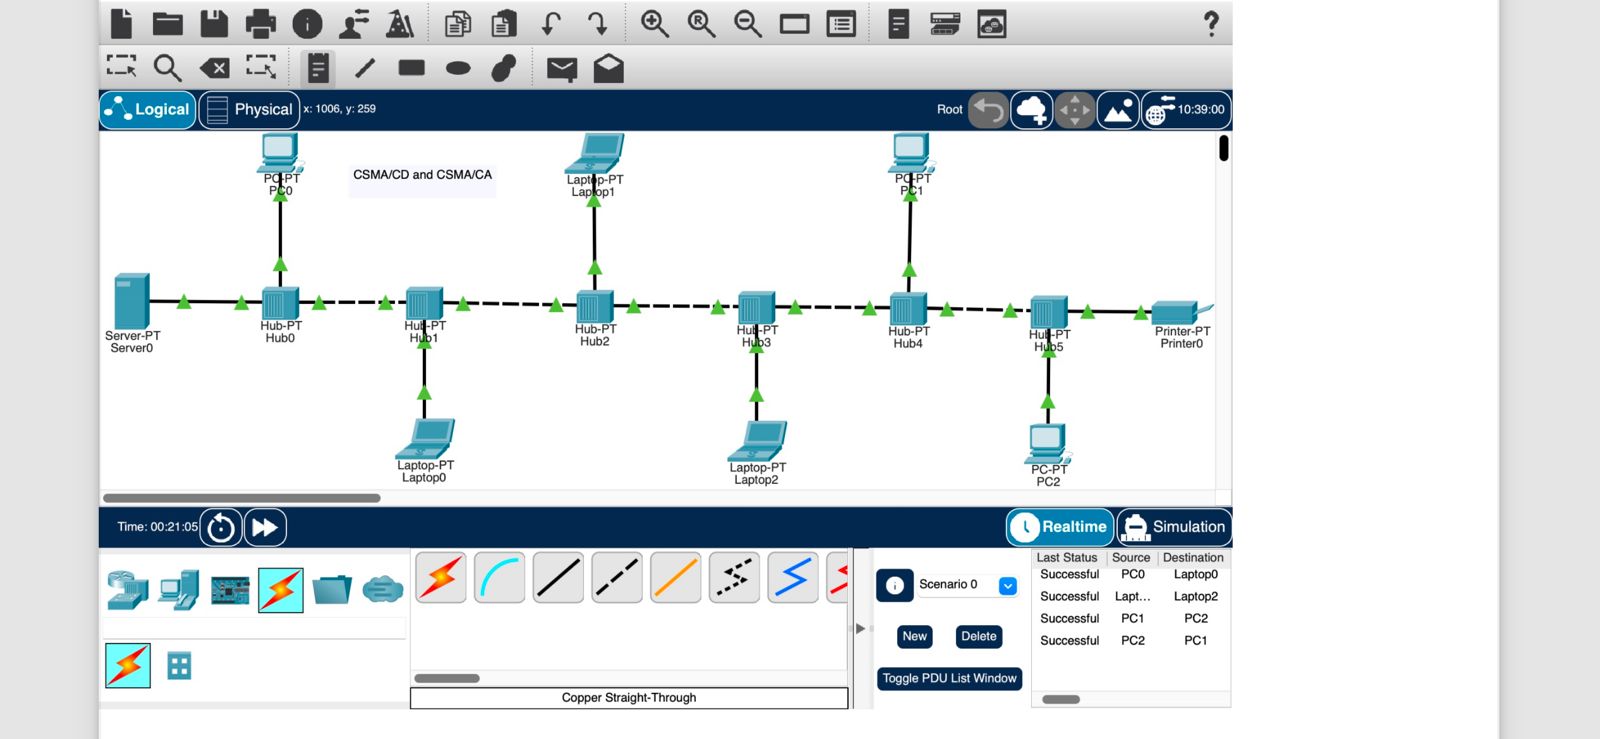 Logical
Physical
x: 1006, y: 259
Root
10:39:00
PC-PT
PC0
CSMA/CD and CSMA/CA
Laptop-PT
Laptop1
PC-PT
PC1
Server-PT
Server0
Hub-PT
Hub0
Hub-PT
Hub1
Hub-PT
Hub2
Hub-PT
Hub3
Hub-PT
Hub4
Hub-PT
Hub5
Printer-PT
Printer0
Laptop-PT
Laptop0
Laptop-PT
Laptop2
PC-PT
PC2
Time: 00:21:05
Realtime
Simulation
Scenario 0
New
Delete
Toggle PDU List Window
Copper Straight-Through
Last Status Source Destination
Successful PC0 Laptop0
Successful Lapt... Laptop2
Successful PC1 PC2
Successful PC2 PC1